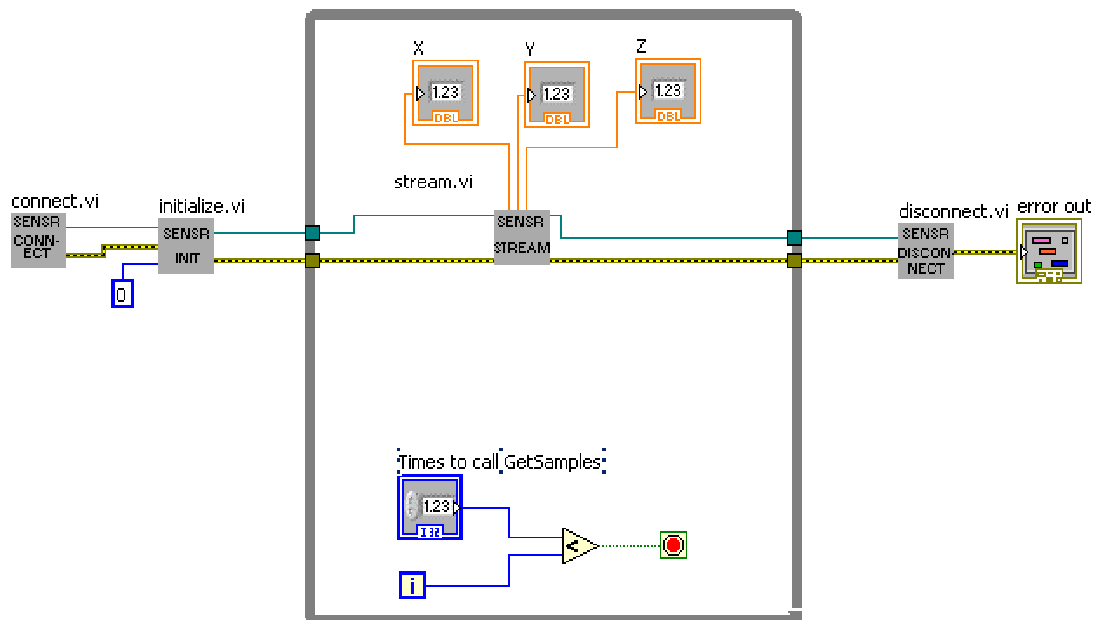 X
Y
Z
1.23
DBL
1.23
DBL
1.23
DBL
stream.vi
connect.vi
SENSR
CONN-
ECT
initialize.vi
SENSR
INIT
0
SENSR
STREAM
disconnect.vi
SENSR
DISCON
NECT
error out
Times to call GetSamples
1.23
I32
<
i